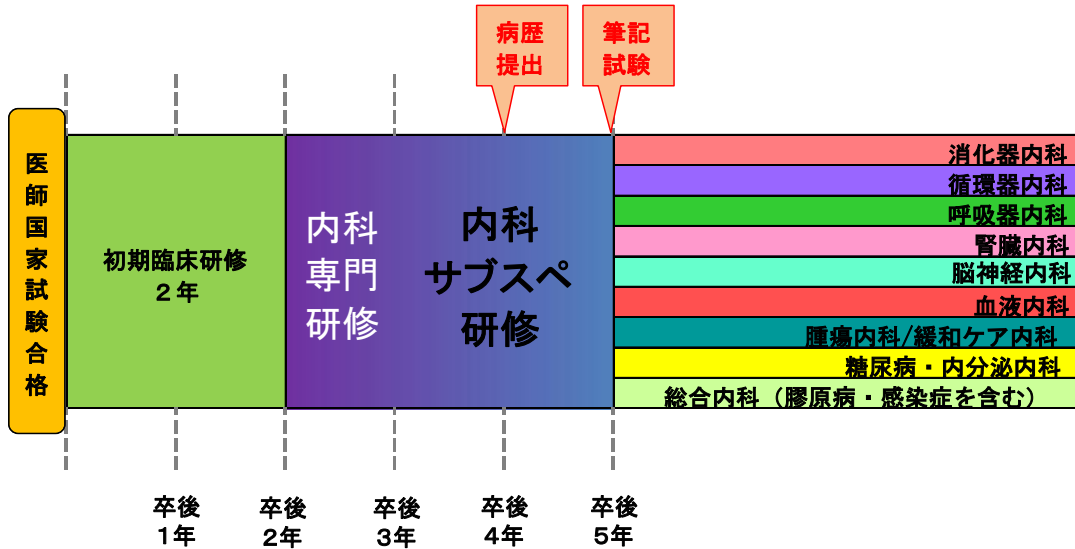 病歴
提出
筆記
試験
医師国家試験合格
初期臨床研修
２年
内科
専門
研修
内科
サブスペ
研修
消化器内科
循環器内科
呼吸器内科
腎臓内科
脳神経内科
血液内科
腫瘍内科/緩和ケア内科
糖尿病・内分泌内科
総合内科（膠原病・感染症を含む）
卒後
１年
卒後
２年
卒後
３年
卒後
４年
卒後
５年